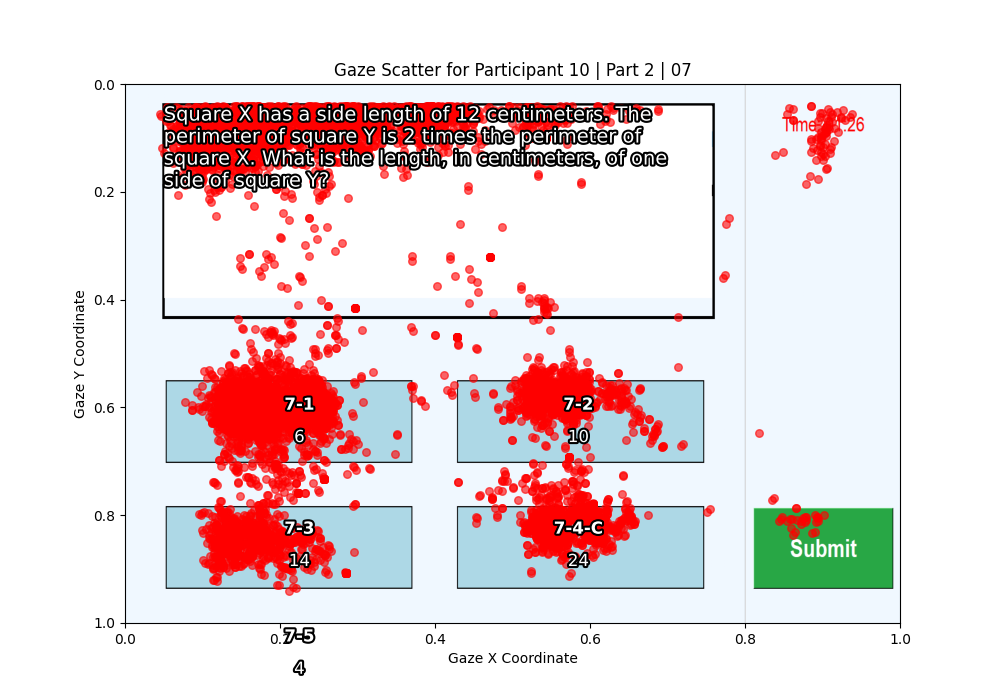 Gaze Scatter for Participant 10 | Part 2 | 07
Square X has a side length of 12 centimeters. The
perimeter of square Y is 2 times the perimeter of
square X. What is the length, in centimeters, of one
side of square Y?
7-1
6
7-2
10
7-3
14
7-4-C
24
7-5
4
Submit
Gaze X Coordinate
Gaze Y Coordinate
0.0
0.2
0.4
0.6
0.8
1.0
0.0
0.4
0.6
0.8
1.0